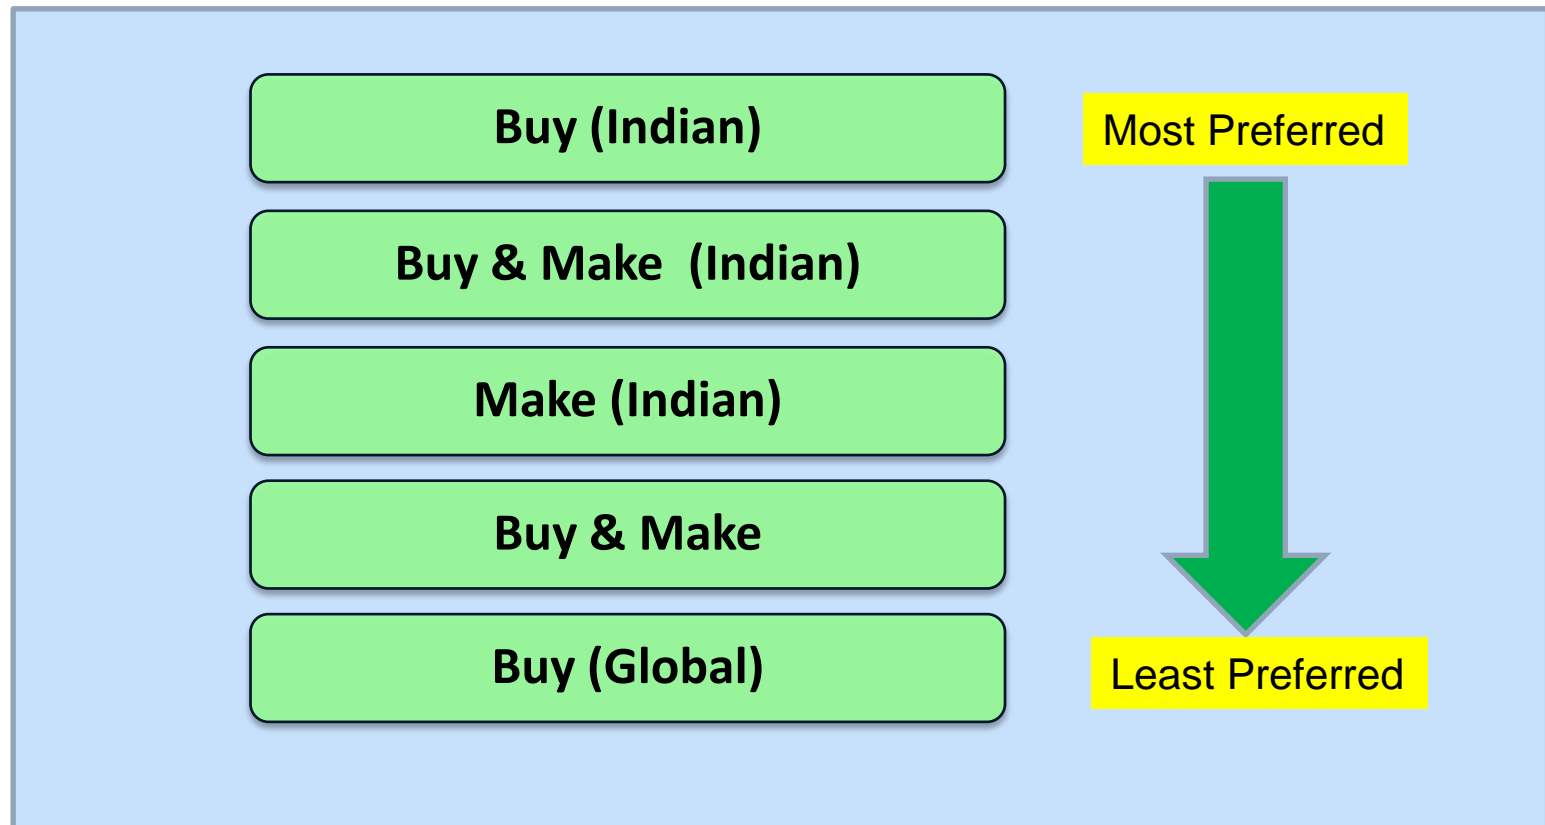 Buy (Indian)
Most Preferred
Buy & Make  (Indian)
Make (Indian)
Buy & Make
Buy (Global)
Least Preferred